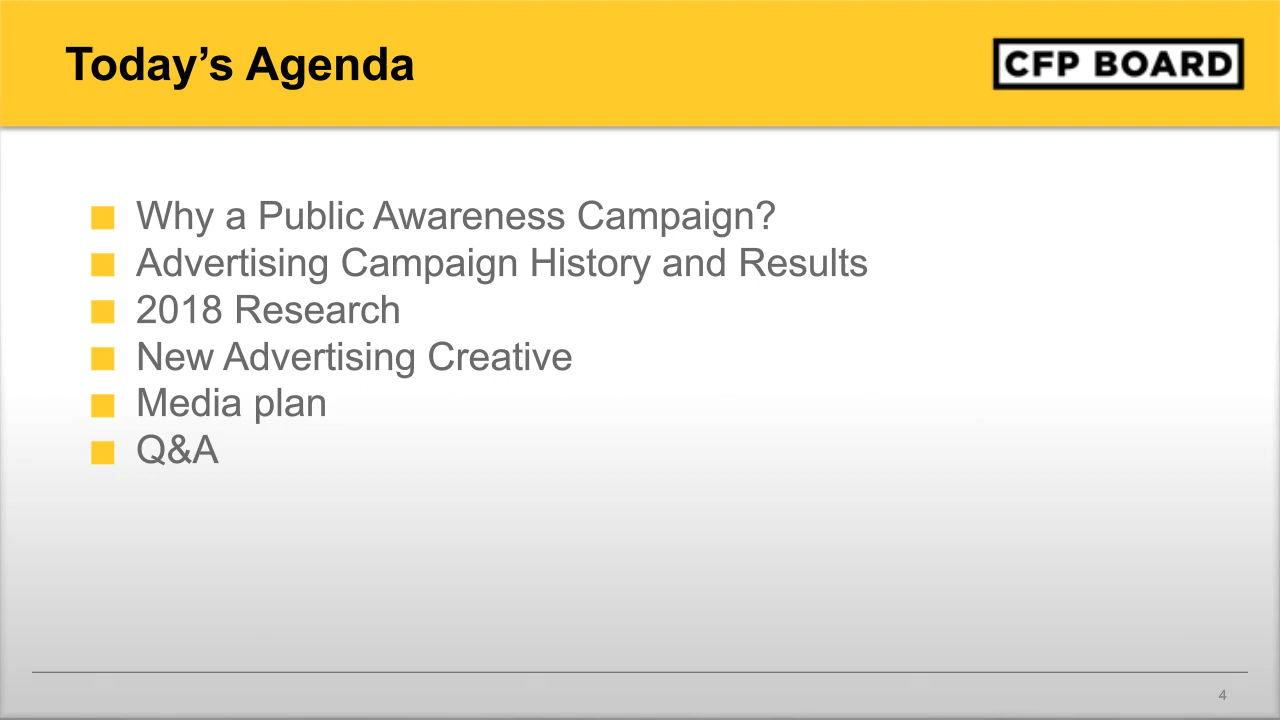 Today’s Agenda
CFP BOARD
Why a Public Awareness Campaign?
Advertising Campaign History and Results
2018 Research
New Advertising Creative
Media plan
Q&A
4